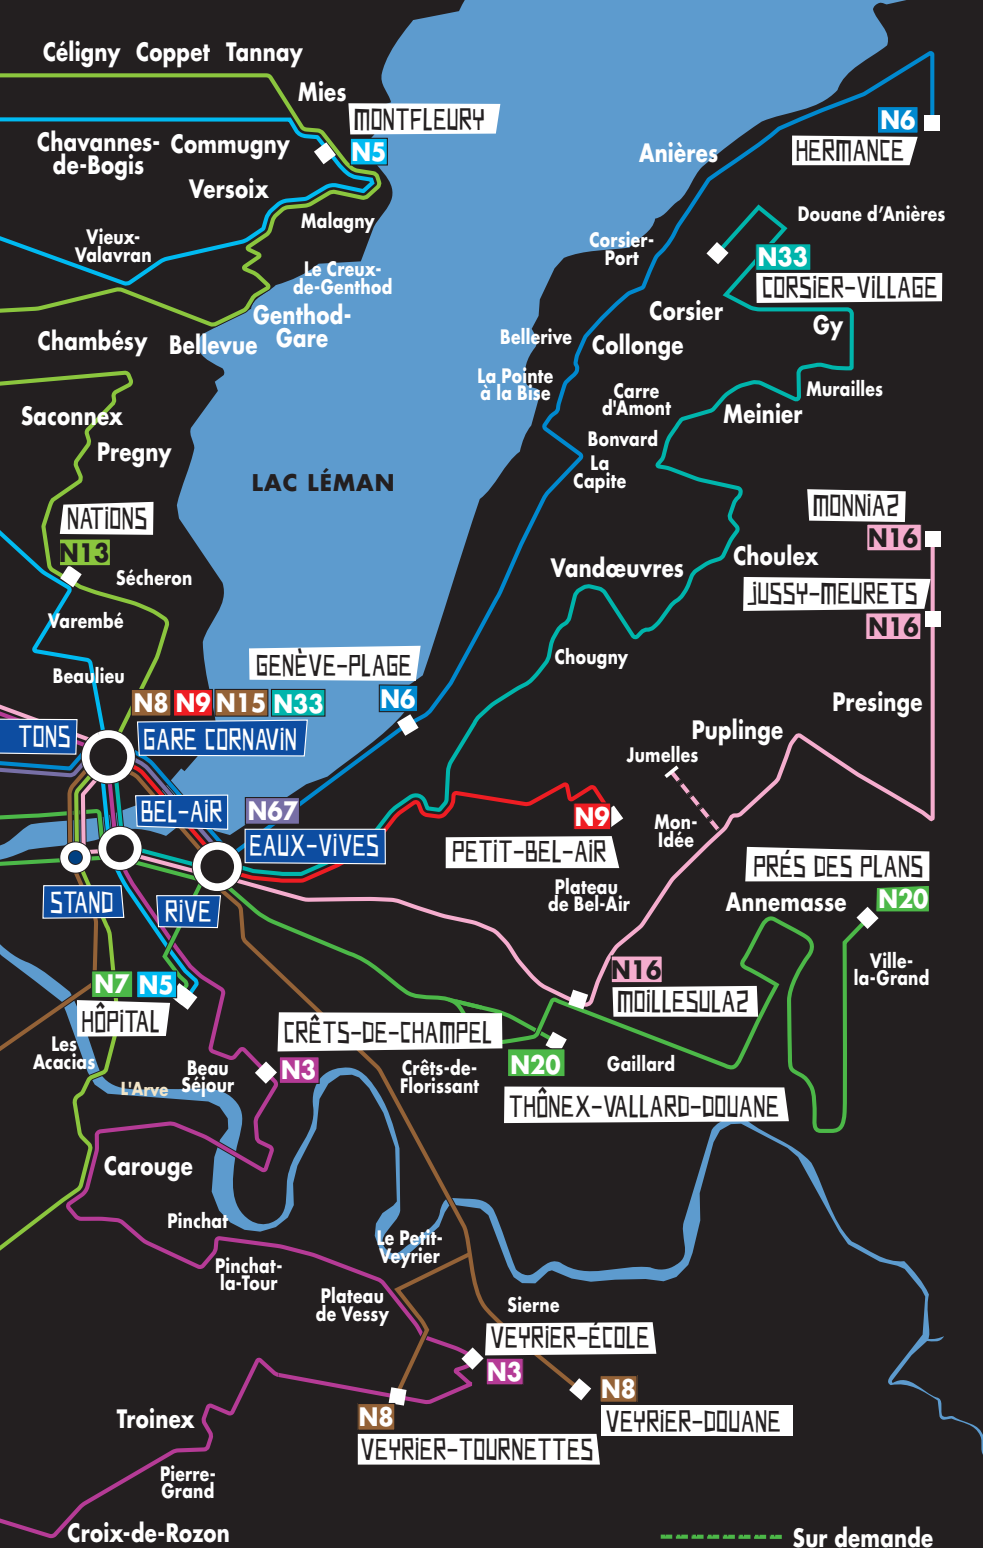 Céligny Coppet Tannay
Mies
MONTFLEURY
N5
Chavannes-
de-Bogis
Commugny
Versoix
Malagny
Vieux-
Valavran
Le Creux-
de-Genthod
Genthod-
Gare
Chambésy
Bellevue
N6
HERMANCE
Anières
Douane d'Anières
Corsier-
Port
N33
CORSIER-VILLAGE
Corsier
Gy
Bellerive
Collonge
La Pointe
à la Bise
Carre
d'Amont
Murailles
Meinier
Bonvard
La
Capite
Saconnex
Pregny
LAC LÉMAN
NATIONS
N13
Sécheron
Varembé
Beaulieu
MONNIAZ
N16
Choulex
Vandœuvres
JUSSY-MEURETS
N16
Chougny
GENÈVE-PLAGE
N6
N8 N9 N15 N33
TONS
GARE CORNAVIN
Presinge
Puplinge
Jumelles
BEL-AIR
N67
EAUX-VIVES
N9
PETIT-BEL-AIR
Mon-
Idée
STAND
RIVE
Plateau
de Bel-Air
PRÉS DES PLANS
N20
Annemasse
Ville-
la-Grand
N7 N5
HÔPITAL
N16
MOILLESULAZ
CRÊTS-DE-CHAMPEL
Les
Acacias
L'Arve
Beau
Séjour
N3
Crêts-de-
Florissant
N20
Gaillard
THÔNEX-VALLARD-DOUANE
Carouge
Pinchat
Le Petit-
Veyrier
Pinchat-
la-Tour
Plateau
de Vessy
Sierne
VEYRIER-ÉCOLE
N3
N8
VEYRIER-DOUANE
N8
VEYRIER-TOURNETTES
Troinex
Pierre-
Grand
Croix-de-Rozon
Sur demande